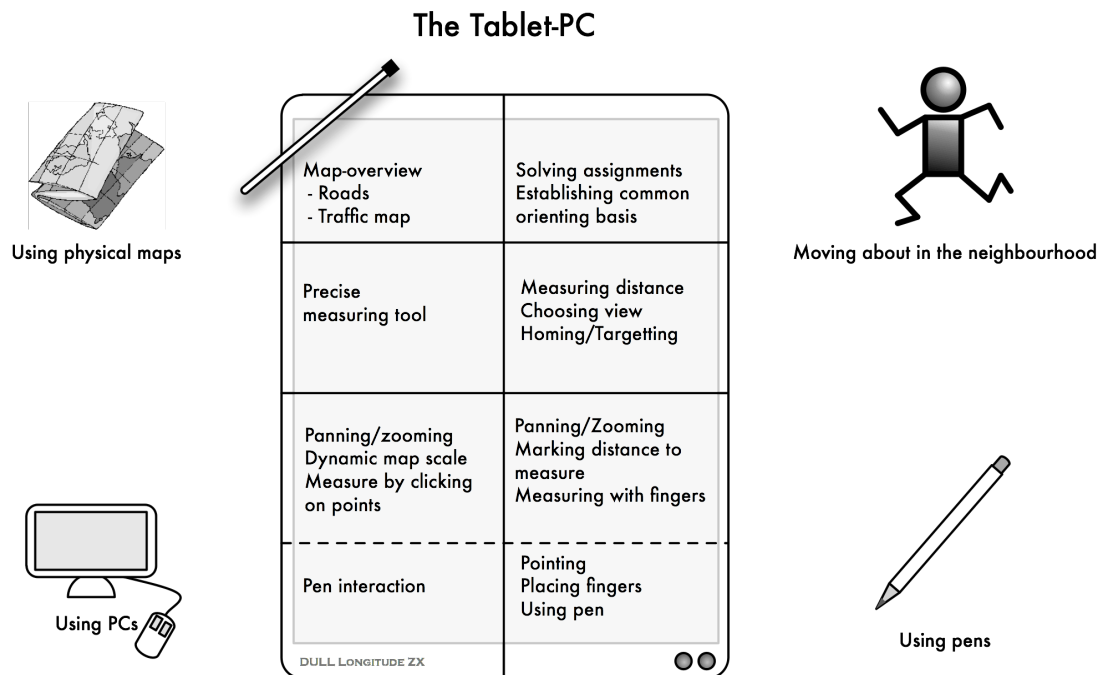 The Tablet-PC
Using physical maps
Map-overview
- Roads
- Traffic map
Solving assignments
Establishing common
orienting basis
Moving about in the neighbourhood
Precise
measuring tool
Measuring distance
Choosing view
Homing/Targetting
Panning/zooming
Dynamic map scale
Measure by clicking
on points
Panning/Zooming
Marking distance to
measure
Measuring with fingers
Using PCs
Pen interaction
Pointing
Placing fingers
Using pen
Using pens
DULL LONGITUDE ZX